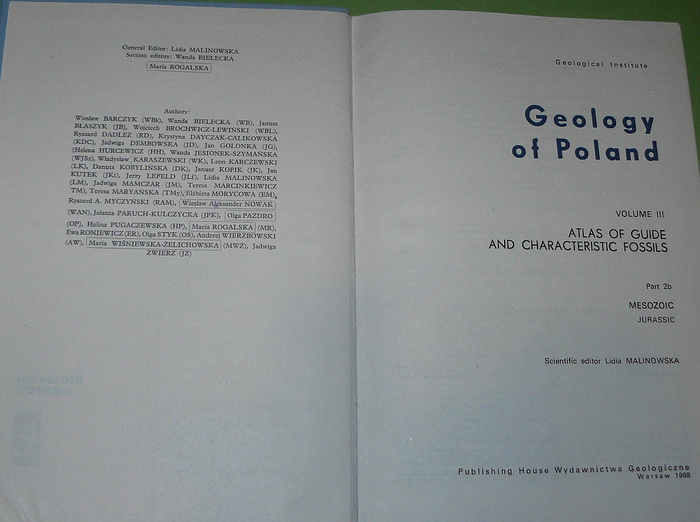 General Editor: Lidia MALINOWSKA
Section editors: Wanda BIELECKA
Maria ROGALSKA
Authors:
Wiesław BARCZYK (WBk), Wanda BIELECKA (WB), Janusz
BŁASZYK (JB), Wojciech BROCHWICZ-LEWIŃSKI (WBL),
Ryszard DADLEZ (RD), Krystyna DAYCZAK-CALIKOWSKA
(KDC), Jadwiga DEMBOWSKA (JD), Jan GOLONKA (JG),
(Helena HURCEWICZ (HH), Wanda JESIONEK-SZYMAŃSKA
(WJSz), Władysław KARASZEWSKI (WK), Leon KARCZEWSKI
(LK), Danuta KOBYLIŃSKA (DK), Janusz KOPIK (JK), Jan
KUTEK (JKt), Jerzy LEFELD (JLf), Lidia MALINOWSKA
(LM), Jadwiga MAMCZAR (JM), Teresa MARCINKIEWICZ
TM), Teresa MARYAŃSKA (TMy), Elżbieta MORYCOWA (EM),
Ryszard A. MYCZYŃSKI (RAM), Wiesław Aleksander NOWAK
(WAN), Jolanta PARUCH-KULCZYCKA (JPK), Olga PAZDRO
(OP), Halina PUGACZEWSKA (HP), Maria ROGALSKA (MR),
Ewa RONIEWICZ (ER), Olga STYK (OS), Andrzej WIERZBOWSKI
(AW), Maria WIŚNIEWSKA-ŻELICHOWSKA (MWŻ), Jadwiga
ZWIERZ (JZ)
Geological Institute
Geology
of Poland
VOLUME III
ATLAS OF GUIDE
AND CHARACTERISTIC FOSSILS
Part 2b
MESOZOIC
JURASSIC
Scientific editor Lidia MALINOWSKA
Publishing House Wydawnictwa Geologiczne
Warsaw 1988